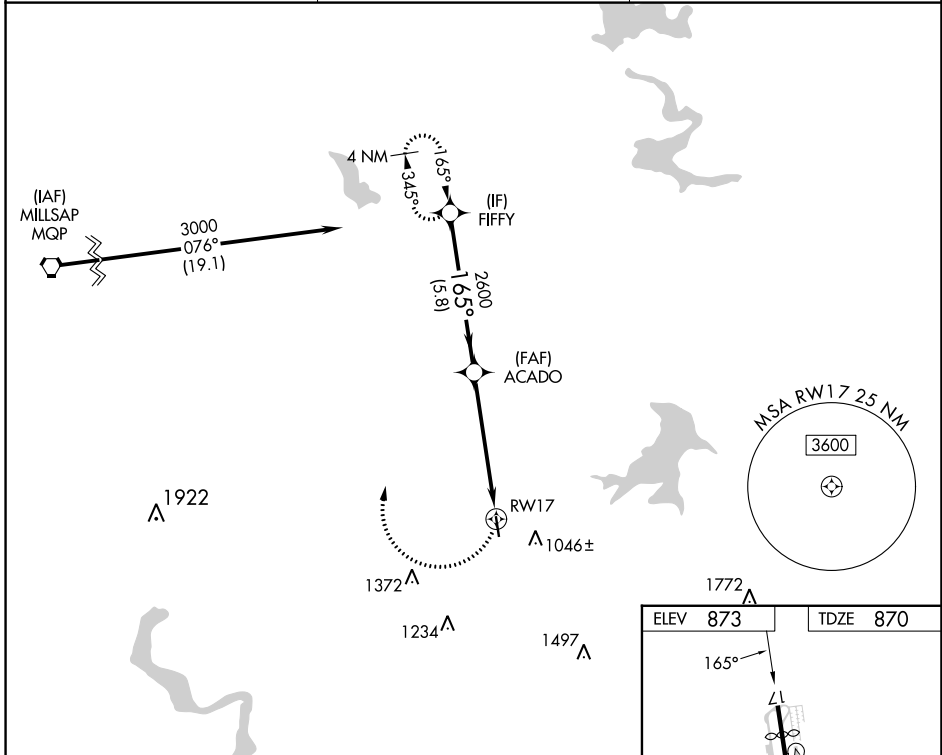 4 NM
165°
345°
(IF)
FIFFY
(IAF)
MILLSAP
MQP
3000
076°
(19.1)
2600
165°
(5.8)
(FAF)
ACADO
MSA RW17 25 NM
3600
1922
RW17
1046±
1372
1234
1497
1772
ELEV 873
TDZE 870
165°
17